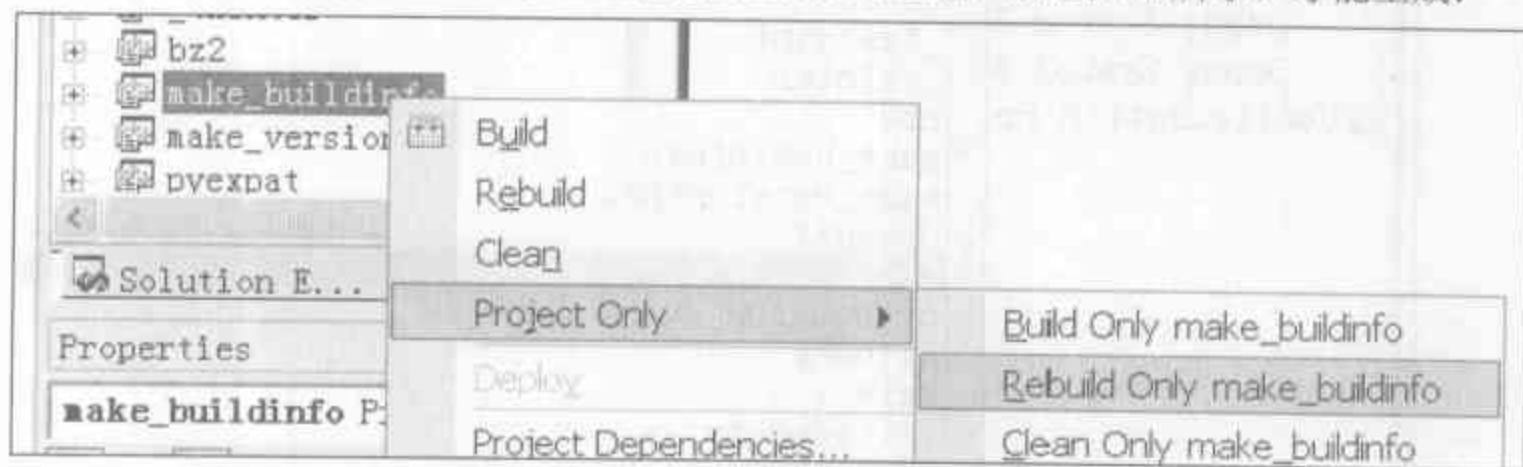 bz2
make_buildinfo
make_version
pyexpat
Build
Rebuild
Clean
Project Only
Deploy
Project Dependencies...
Build Only make_buildinfo
Rebuild Only make_buildinfo
Clean Only make_buildinfo
Solution E...
Properties
make_buildinfo P